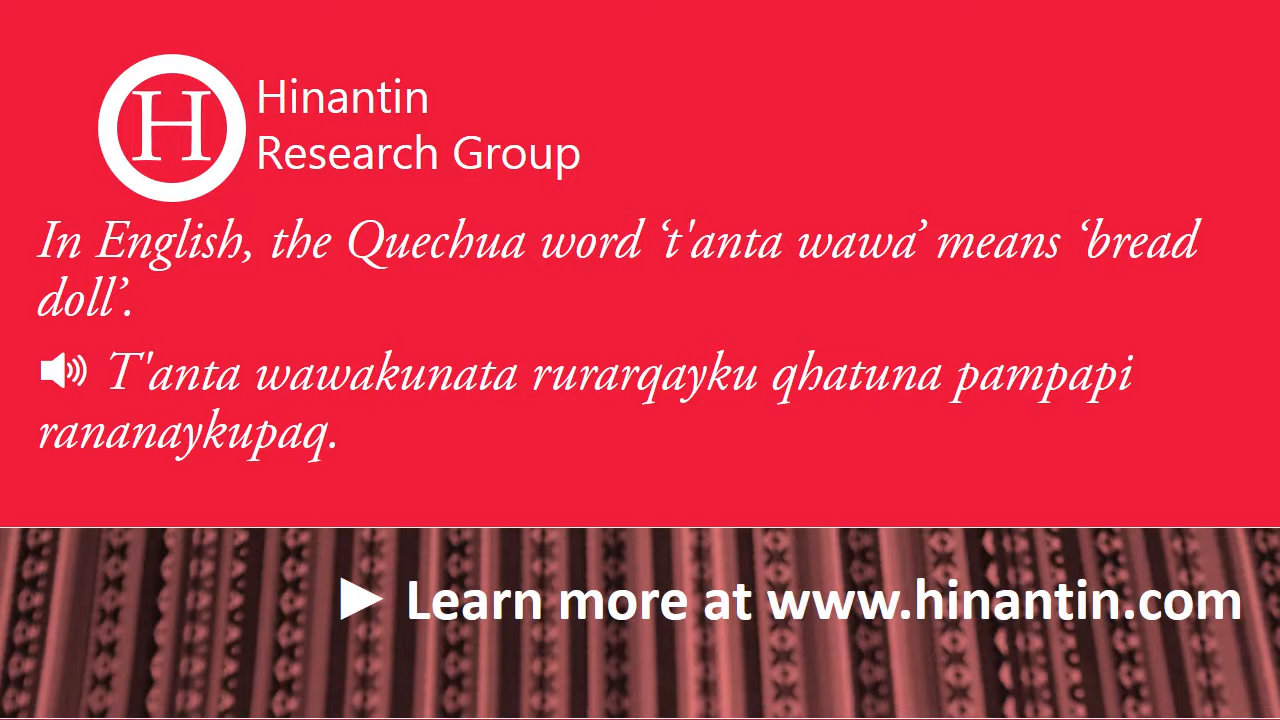 H
Hinantin
Research Group
In English, the Quechua word ‘t'anta wawa’ means ‘bread
doll’.
T'anta wawakunata rurarqayku qhatuna pampapi
rananaykupaq.
Learn more at www.hinantin.com